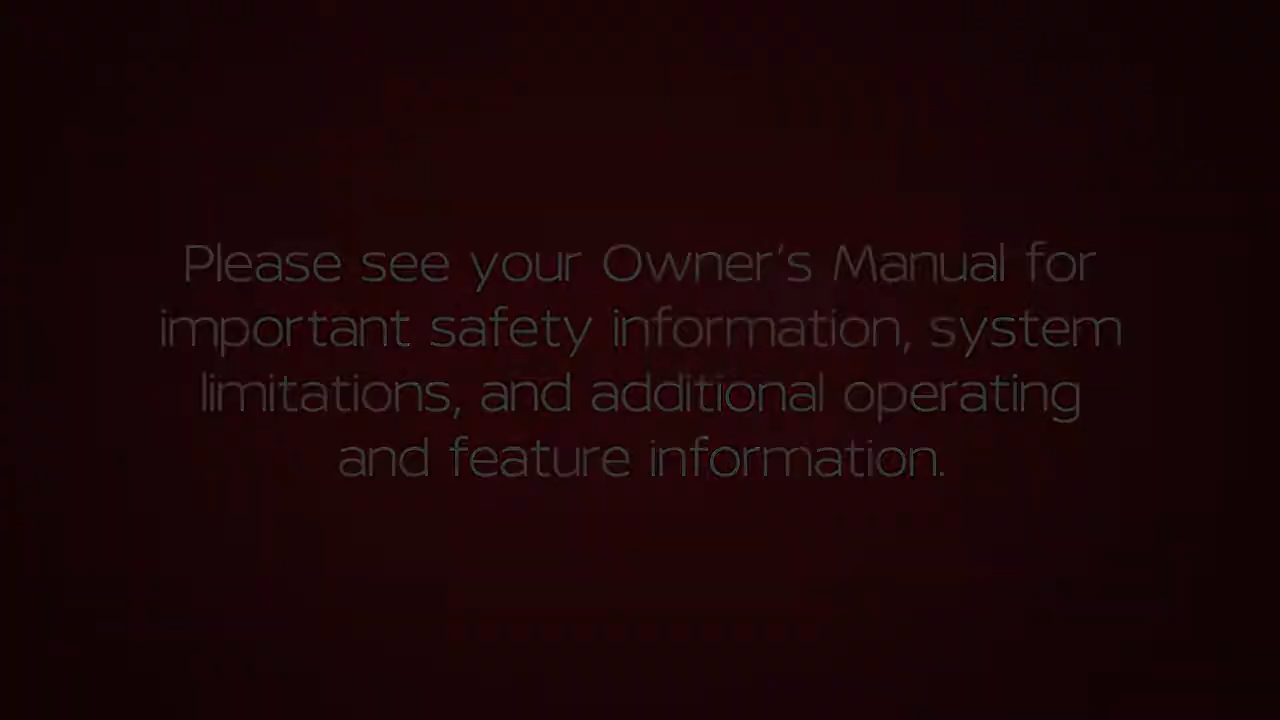 Please see your Owner's Manual for
important safety information, system
limitations, and additional operating
and feature information.